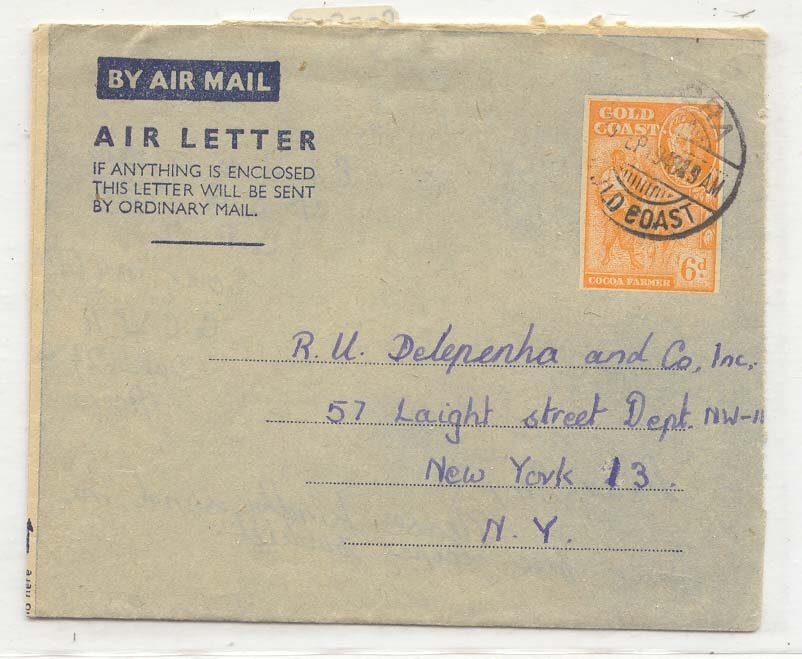 BY AIR MAIL
AIR LETTER
IF ANYTHING IS ENCLOSED
THIS LETTER WILL BE SENT
BY ORDINARY MAIL.
GOLD
COAST
COAST
COCOA FARMER 6d
R. U. Delepenha and Co, Inc.
57 Laight street Dept. NW-11
New York 13.
N. Y.
here